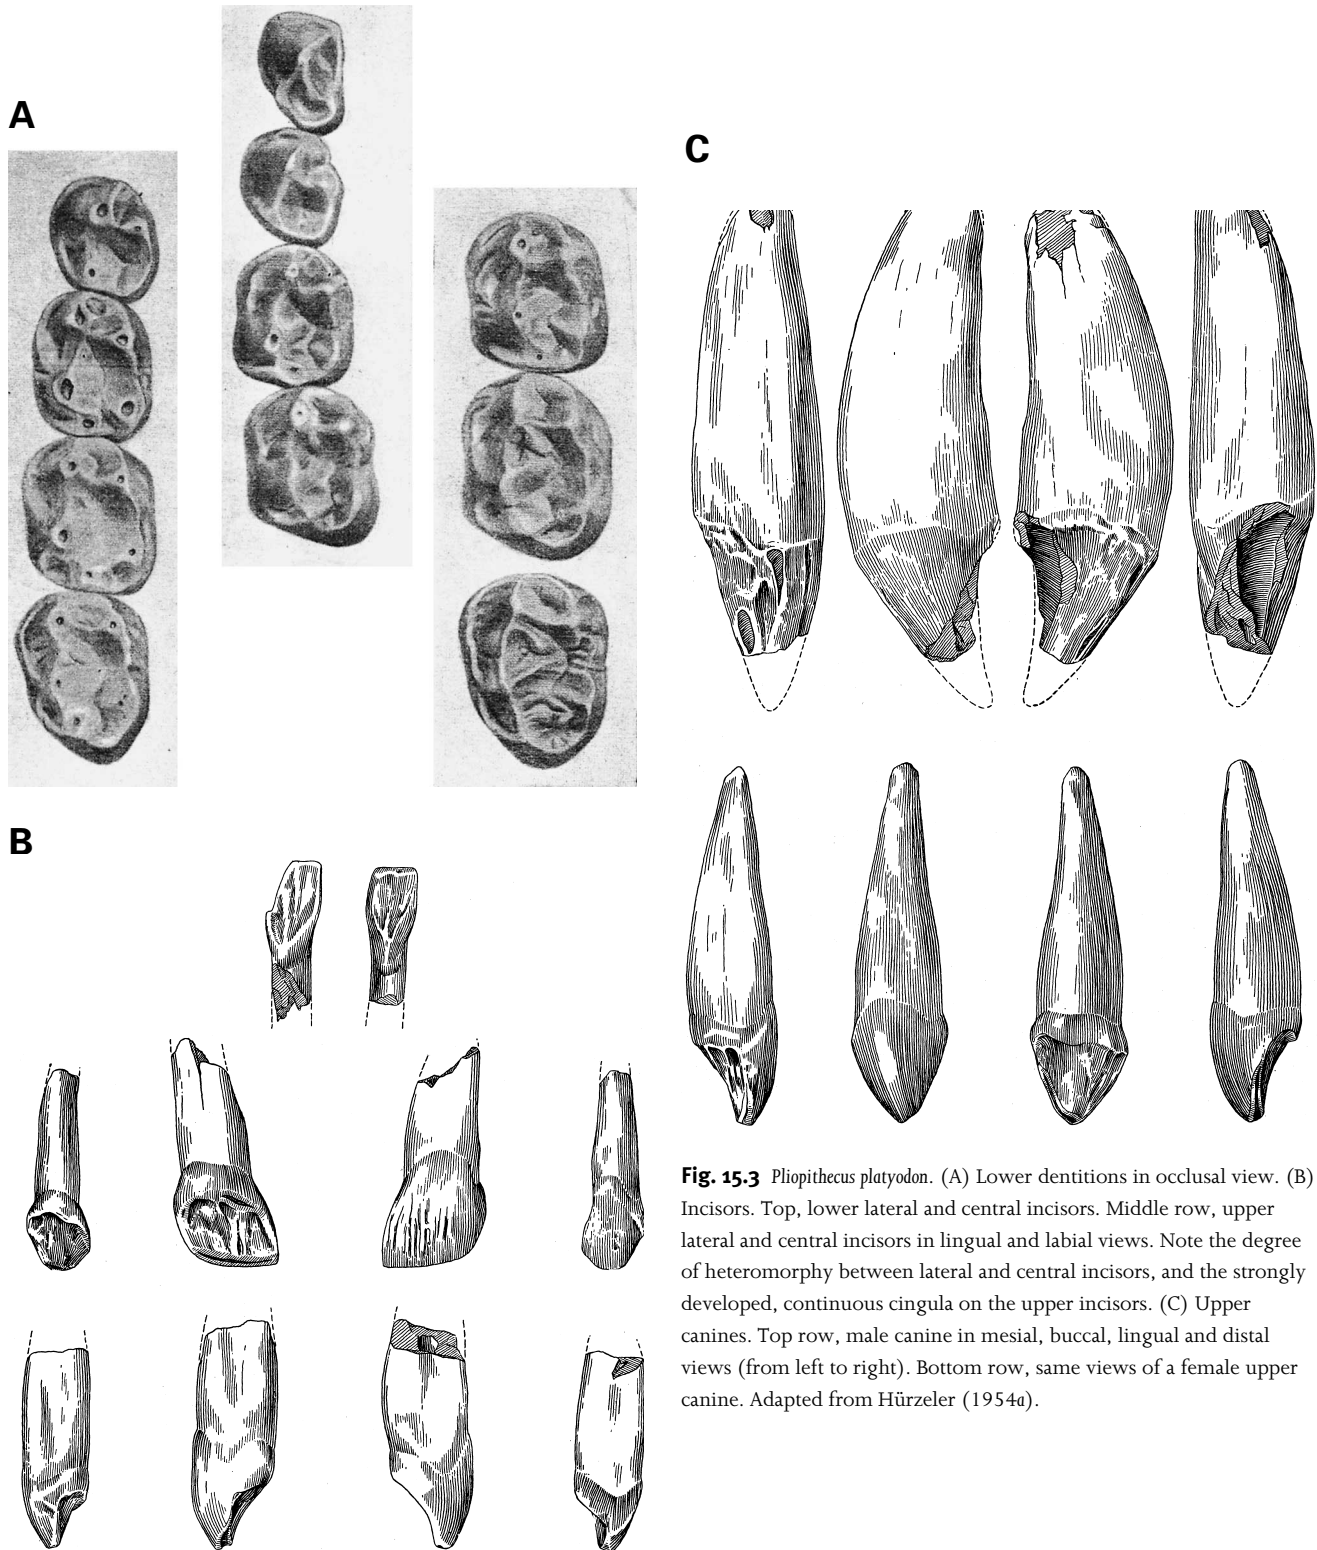 A
C
B
Fig. 15.3 Pliopithecus platyodon. (A) Lower dentitions in occlusal view. (B)
Incisors. Top, lower lateral and central incisors. Middle row, upper
lateral and central incisors in lingual and labial views. Note the degree
of heteromorphy between lateral and central incisors, and the strongly
developed, continuous cingula on the upper incisors. (C) Upper
canines. Top row, male canine in mesial, buccal, lingual and distal
views (from left to right). Bottom row, same views of a female upper
canine. Adapted from Hürzeler (1954a).